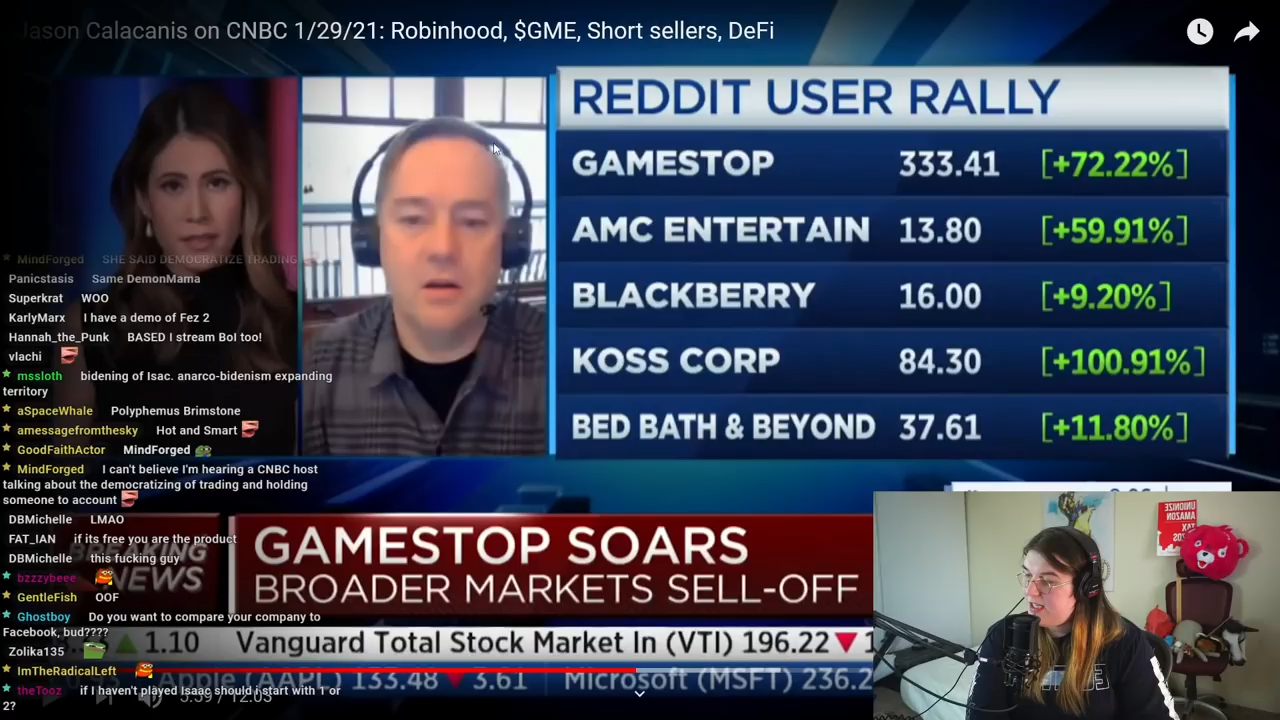 Jason Calacanis on CNBC 1/29/21: Robinhood, $GME, Short sellers, DeFi
REDDIT USER RALLY
GAMESTOP 333.41 [+72.22%]
AMC ENTERTAIN 13.80 [+59.91%]
BLACKBERRY 16.00 [+9.20%]
KOSS CORP 84.30 [+100.91%]
BED BATH & BEYOND 37.61 [+11.80%]
MindForged SHE SAID DEMOCRATIZE TRADING
Panicstasis Same DemonMama
Superkrat WOO
KarlyMarx I have a demo of Fez 2
Hannah_the_Punk BASED I stream BoI too!
vlachi
mssloth bidening of Isac. anarco-bidenism expanding
territory
aSpaceWhale Polyphemus Brimstone
amessagefromthesky Hot and Smart
GoodFaithActor MindForged
MindForged I can't believe I'm hearing a CNBC host
talking about the democratizing of trading and holding
someone to account
DBMichelle LMAO
FAT_IAN if its free you are the product
DBMichelle this fucking guy
bzzzybeee
GentleFish OOF
Ghostboy Do you want to compare your company to
Facebook, bud????
Zolika135
ImTheRadicalLeft
theTooz if I haven't played Isaac should i start with 1 or
2?
BREAKING
NEWS
GAMESTOP SOARS
BROADER MARKETS SELL-OFF
1.10 Vanguard Total Stock Market In (VTI) 196.22
Apple (AAPL) 133.48 3.61 Microsoft (MSFT) 236.2
5:59 / 12:05
UNIONIZE
AMAZON
TAX